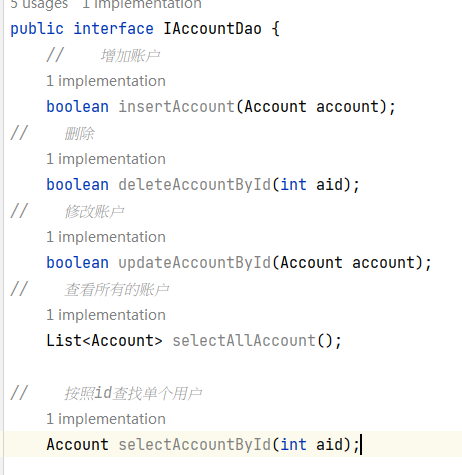 5 usages 1 implementation
public interface IAccountDao {
// 增加账户
1 implementation
boolean insertAccount(Account account);
// 删除
1 implementation
boolean deleteAccountById(int aid);
// 修改账户
1 implementation
boolean updateAccountById(Account account);
// 查看所有的账户
1 implementation
List<Account> selectAllAccount();
// 按照id查找单个用户
1 implementation
Account selectAccountById(int aid);